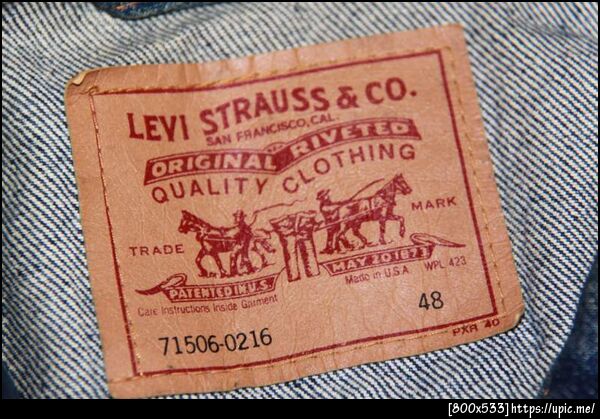 LEVI STRAUSS & CO.
SAN FRANCISCO, CAL.
ORIGINAL RIVETED
QUALITY CLOTHING
TRADE MARK
PATENTED IN U.S. MAY 20 1873
Made in U.S.A WPL 423
Care Instructions Inside Garment
71506-0216 48
PXR 40
[800x533]https://upic.me/